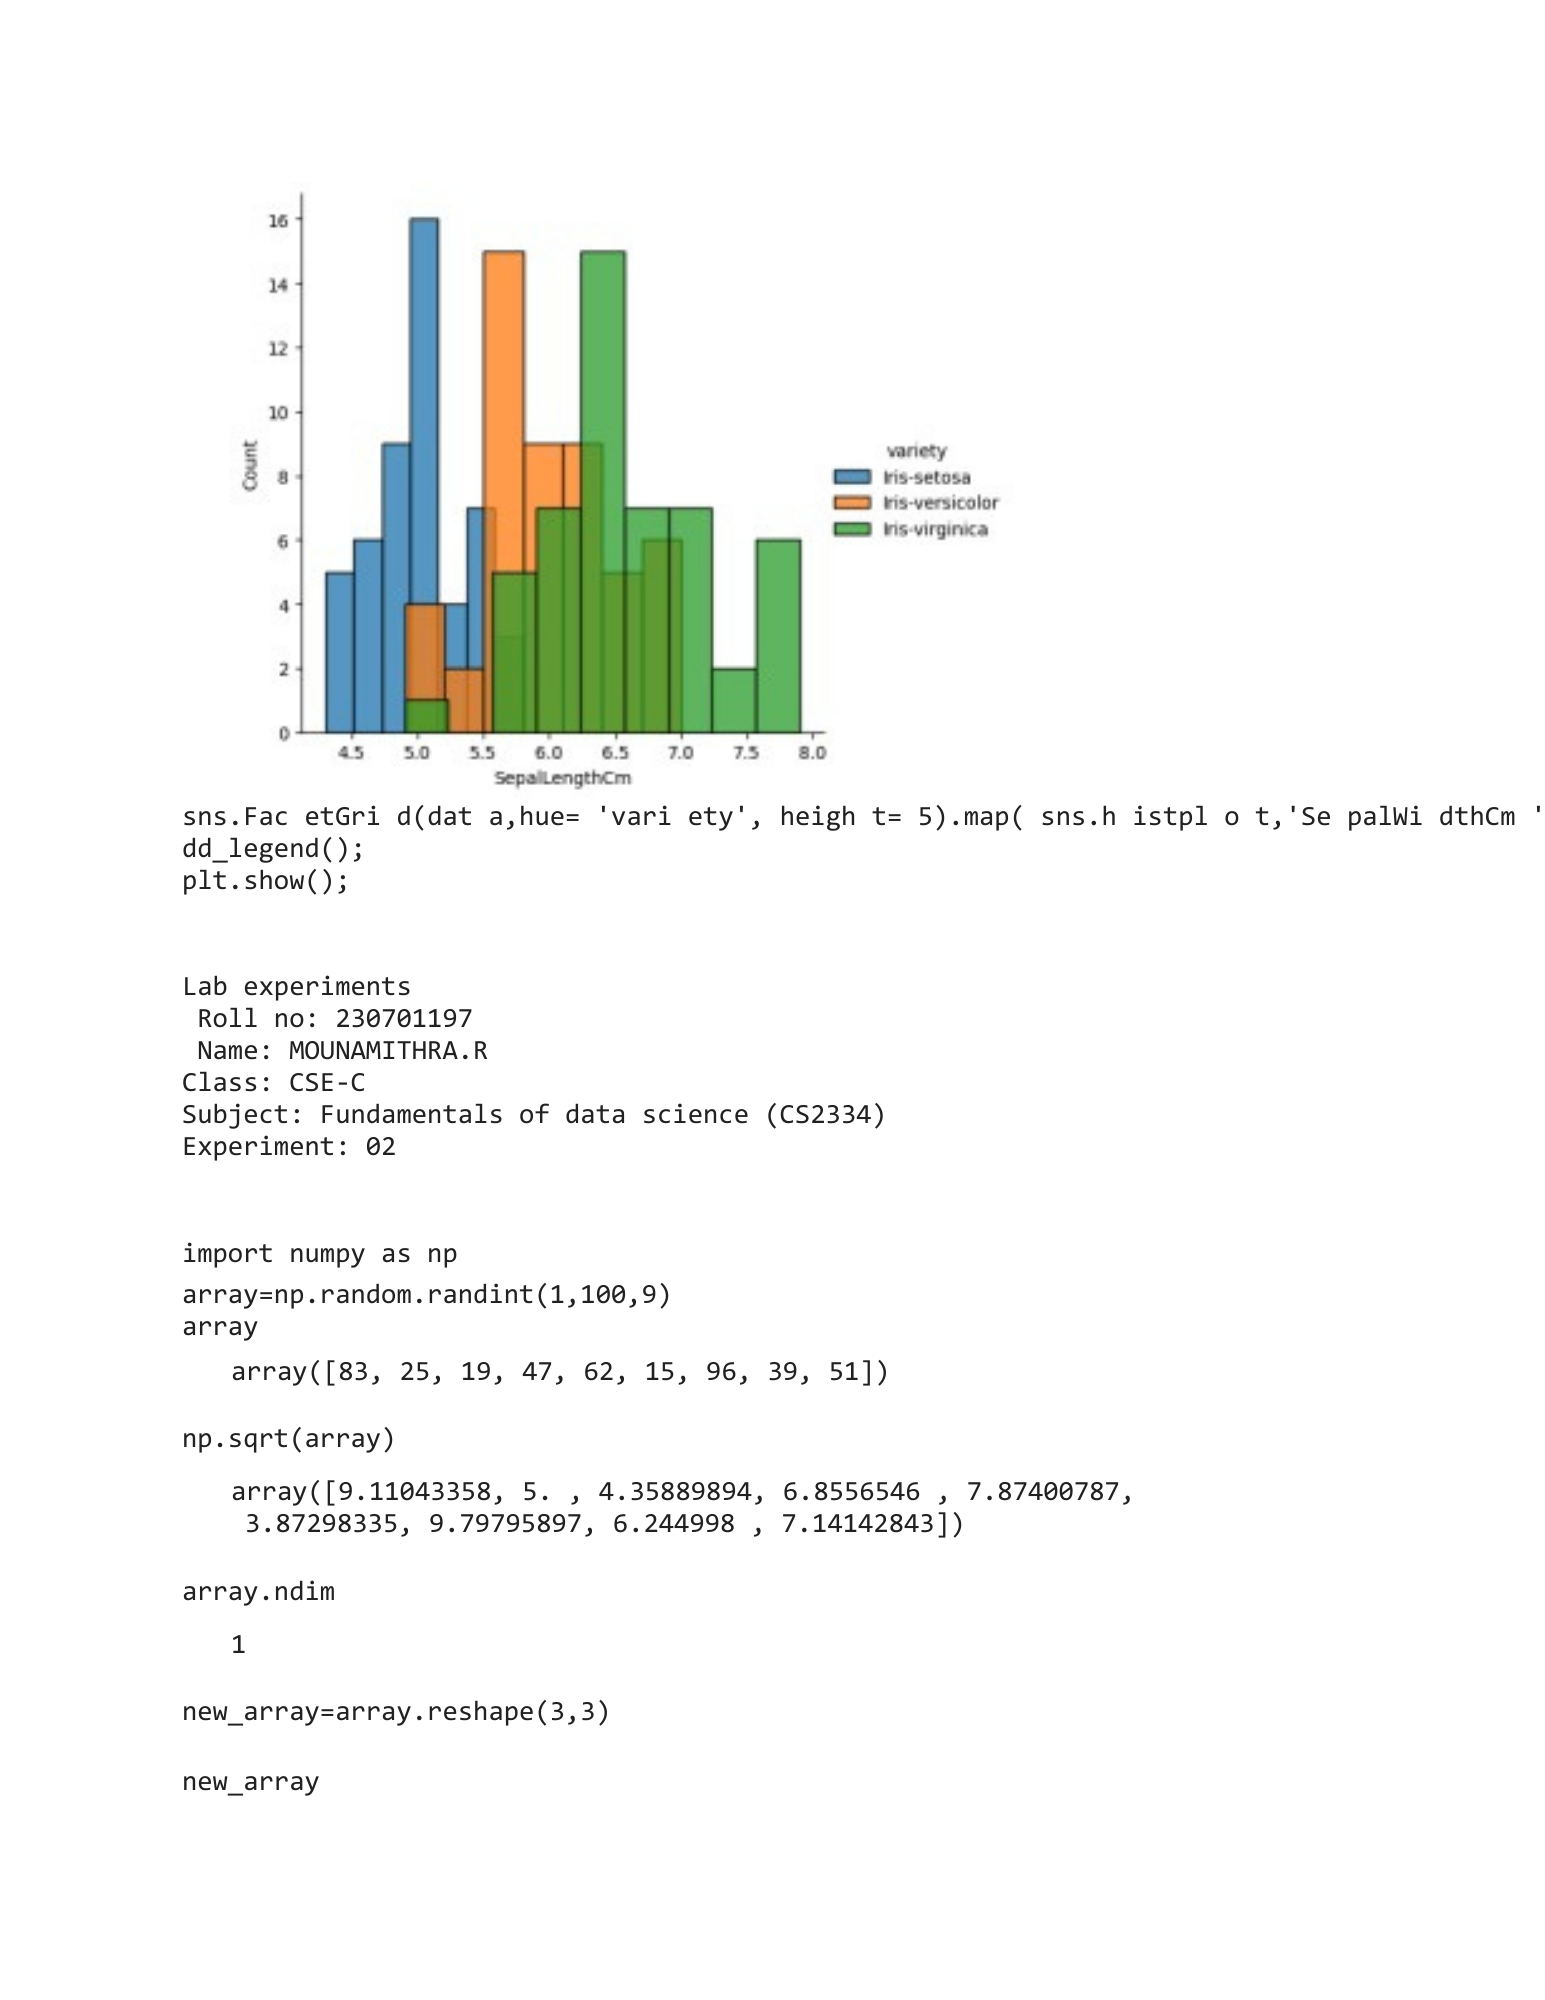 16
14
12
10
8
6
4
2
0
Count
4.5 5.0 5.5 6.0 6.5 7.0 7.5 8.0
SepalLengthCm
variety
Iris-setosa
Iris-versicolor
Iris-virginica
sns.Fac etGri d(dat a,hue= 'vari ety', heigh t= 5).map( sns.h istpl o t,'Se palWi dthCm '
dd_legend();
plt.show();
Lab experiments
Roll no: 230701197
Name: MOUNAMITHRA.R
Class: CSE-C
Subject: Fundamentals of data science (CS2334)
Experiment: 02
import numpy as np
array=np.random.randint(1,100,9)
array
array([83, 25, 19, 47, 62, 15, 96, 39, 51])
np.sqrt(array)
array([9.11043358, 5. , 4.35889894, 6.8556546 , 7.87400787,
3.87298335, 9.79795897, 6.244998 , 7.14142843])
array.ndim
1
new_array=array.reshape(3,3)
new_array